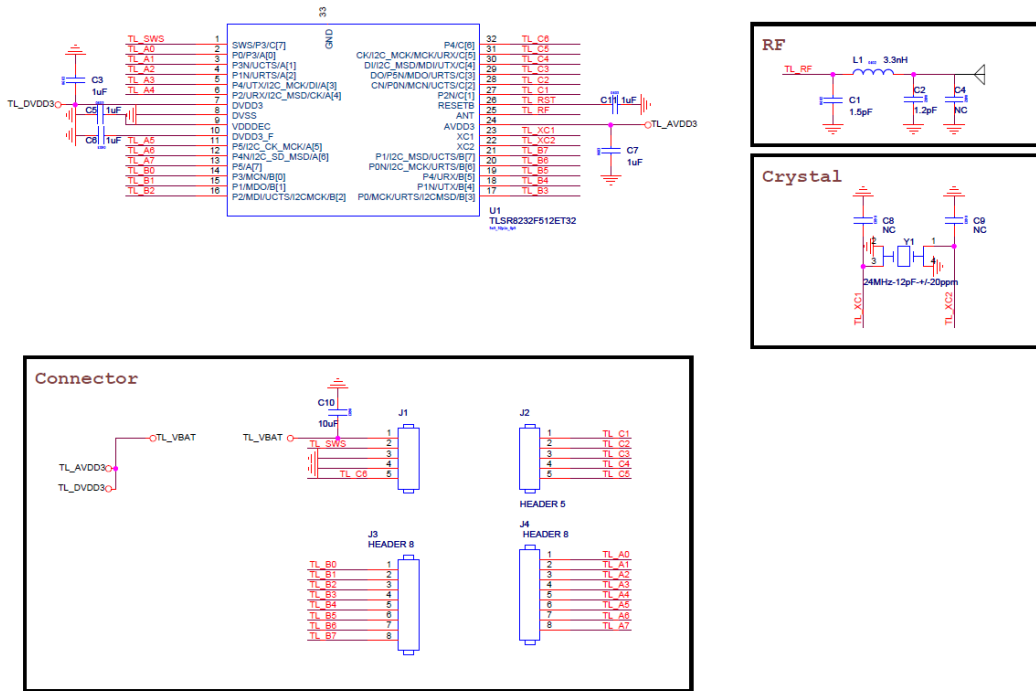 33
GND
TL_SWS 1 SWS/P3/C[7]
TL_A0 2 P0/P3/A[0]
TL_A1 3 P3N/UCTS/A[1]
TL_A2 4 P1N/URTS/A[2]
TL_A3 5 P4/UTX/I2C_MCK/DI/A[3]
TL_A4 6 P2/URX/I2C_MSD/CK/A[4]
7 DVDD3
8 DVSS
9 VDDDEC
10 DVDD3_F
TL_A5 11 P5/I2C_CK_MCK/A[5]
TL_A6 12 P4N/I2C_SD_MSD/A[6]
TL_A7 13 P5/A[7]
TL_B0 14 P3/MCN/B[0]
TL_B1 15 P1/MDO/B[1]
TL_B2 16 P2/MDI/UCTS/I2CMCK/B[2]
P4/C[6] 32 TL_C6
CK/I2C_MCK/MCK/URX/C[5] 31 TL_C5
DI/I2C_MSD/MDI/UTX/C[4] 30 TL_C4
DO/P5N/MDO/URTS/C[3] 29 TL_C3
CN/P0N/MCN/UCTS/C[2] 28 TL_C2
P2N/C[1] 27 TL_C1
RESETB 26 TL_RST
ANT 25 TL_RF
AVDD3 24
XC1 23 TL_XC1
XC2 22 TL_XC2
P1/I2C_MSD/UCTS/B[7] 21 TL_B7
P0N/I2C_MCK/URTS/B[6] 20 TL_B6
P4/URX/B[5] 19 TL_B5
P1N/UTX/B[4] 18 TL_B4
P0/MCK/URTS/I2CMSD/B[3] 17 TL_B3
C3
1uF
TL_DVDD3
C5 1uF
C6 1uF
C11 1uF
TL_AVDD3
C7
1uF
U1
TLSR8232F512ET32
RF
TL_RF
L1 3.3nH
C1
1.5pF
C2
1.2pF
C4
NC
Crystal
C8
NC
C9
NC
2 Y1 1
3 4
24MHz-12pF-+/-20ppm
TL_XC1
TL_XC2
Connector
TL_VBAT
TL_AVDD3
TL_DVDD3
C10
10uF
J1
TL_VBAT 1
TL_SWS 2
3
4
TL_C6 5
J2
1 TL_C1
2 TL_C2
3 TL_C3
4 TL_C4
5 TL_C5
HEADER 5
J3
HEADER 8
TL_B0 1
TL_B1 2
TL_B2 3
TL_B3 4
TL_B4 5
TL_B5 6
TL_B6 7
TL_B7 8
J4
HEADER 8
1 TL_A0
2 TL_A1
3 TL_A2
4 TL_A3
5 TL_A4
6 TL_A5
7 TL_A6
8 TL_A7